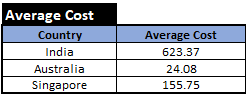 Average Cost
Country Average Cost
India 623.37
Australia 24.08
Singapore 155.75